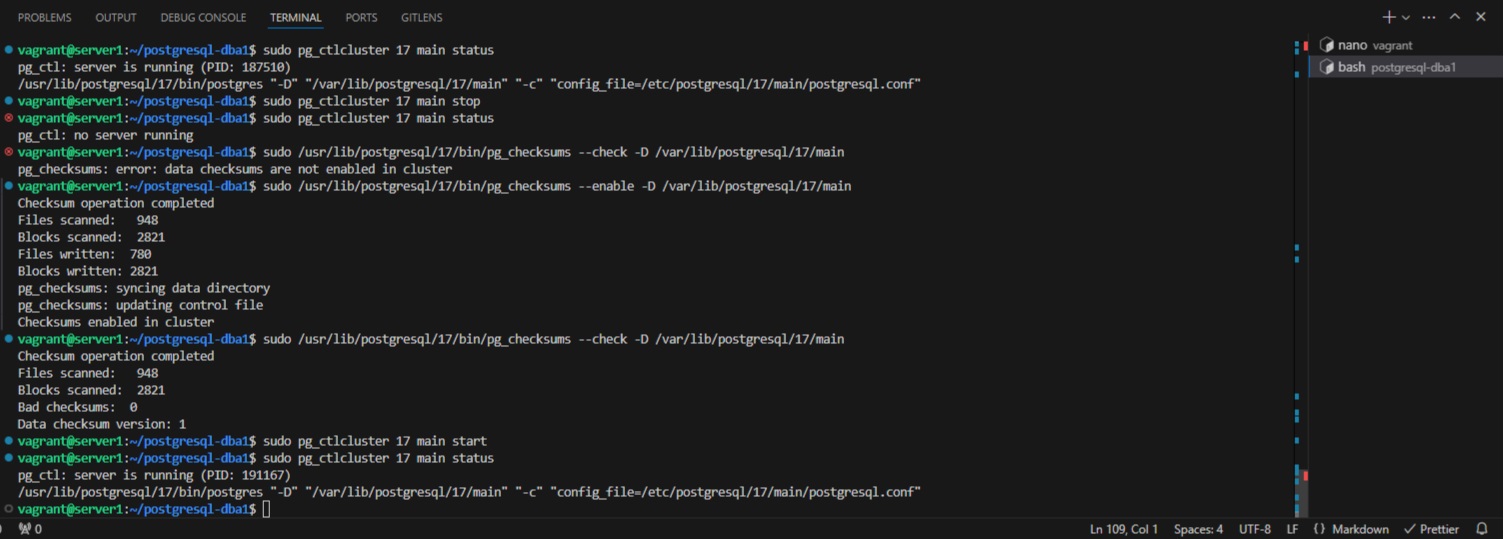 PROBLEMS OUTPUT DEBUG CONSOLE TERMINAL PORTS GITLENS
nano vagrant
bash postgresql-dba1
vagrant@server1:~/postgresql-dba1$ sudo pg_ctlcluster 17 main status
pg_ctl: server is running (PID: 187510)
/usr/lib/postgresql/17/bin/postgres "-D" "/var/lib/postgresql/17/main" "-c" "config_file=/etc/postgresql/17/main/postgresql.conf"
vagrant@server1:~/postgresql-dba1$ sudo pg_ctlcluster 17 main stop
vagrant@server1:~/postgresql-dba1$ sudo pg_ctlcluster 17 main status
pg_ctl: no server running
vagrant@server1:~/postgresql-dba1$ sudo /usr/lib/postgresql/17/bin/pg_checksums --check -D /var/lib/postgresql/17/main
pg_checksums: error: data checksums are not enabled in cluster
vagrant@server1:~/postgresql-dba1$ sudo /usr/lib/postgresql/17/bin/pg_checksums --enable -D /var/lib/postgresql/17/main
Checksum operation completed
Files scanned:   948
Blocks scanned:  2821
Files written:  780
Blocks written: 2821
pg_checksums: syncing data directory
pg_checksums: updating control file
Checksums enabled in cluster
vagrant@server1:~/postgresql-dba1$ sudo /usr/lib/postgresql/17/bin/pg_checksums --check -D /var/lib/postgresql/17/main
Checksum operation completed
Files scanned:   948
Blocks scanned:  2821
Bad checksums:  0
Data checksum version: 1
vagrant@server1:~/postgresql-dba1$ sudo pg_ctlcluster 17 main start
vagrant@server1:~/postgresql-dba1$ sudo pg_ctlcluster 17 main status
pg_ctl: server is running (PID: 191167)
/usr/lib/postgresql/17/bin/postgres "-D" "/var/lib/postgresql/17/main" "-c" "config_file=/etc/postgresql/17/main/postgresql.conf"
vagrant@server1:~/postgresql-dba1$
0 Ln 109, Col 1 Spaces: 4 UTF-8 LF {} Markdown Prettier